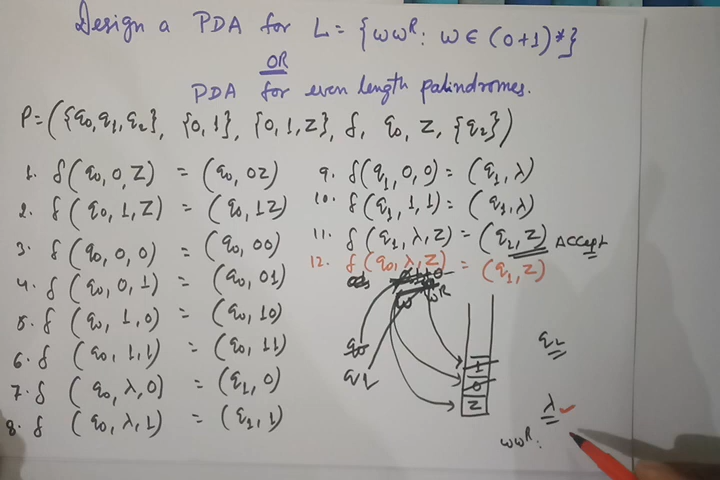 Design a PDA for L = {ωω^R : ω ∈ (0+1)*}
OR
PDA for even length palindromes.
P = ({q0, q1, q2}, {0, 1}, {0, 1, Z}, δ, q0, Z, {q2})
1. δ(q0, 0, Z) = (q0, 0Z)
2. δ(q0, 1, Z) = (q0, 1Z)
3. δ(q0, 0, 0) = (q0, 00)
4. δ(q0, 0, 1) = (q0, 01)
5. δ(q0, 1, 0) = (q0, 10)
6. δ(q0, 1, 1) = (q0, 11)
7. δ(q0, λ, 0) = (q1, 0)
8. δ(q0, λ, 1) = (q1, 1)
9. δ(q1, 0, 0) = (q1, λ)
10. δ(q1, 1, 1) = (q1, λ)
11. δ(q1, λ, Z) = (q2, Z) Accept
12. δ(q0, λ, Z) = (q1, Z)
ω ω^R
q0
1
0
Z
q2
λ
ωω^R :